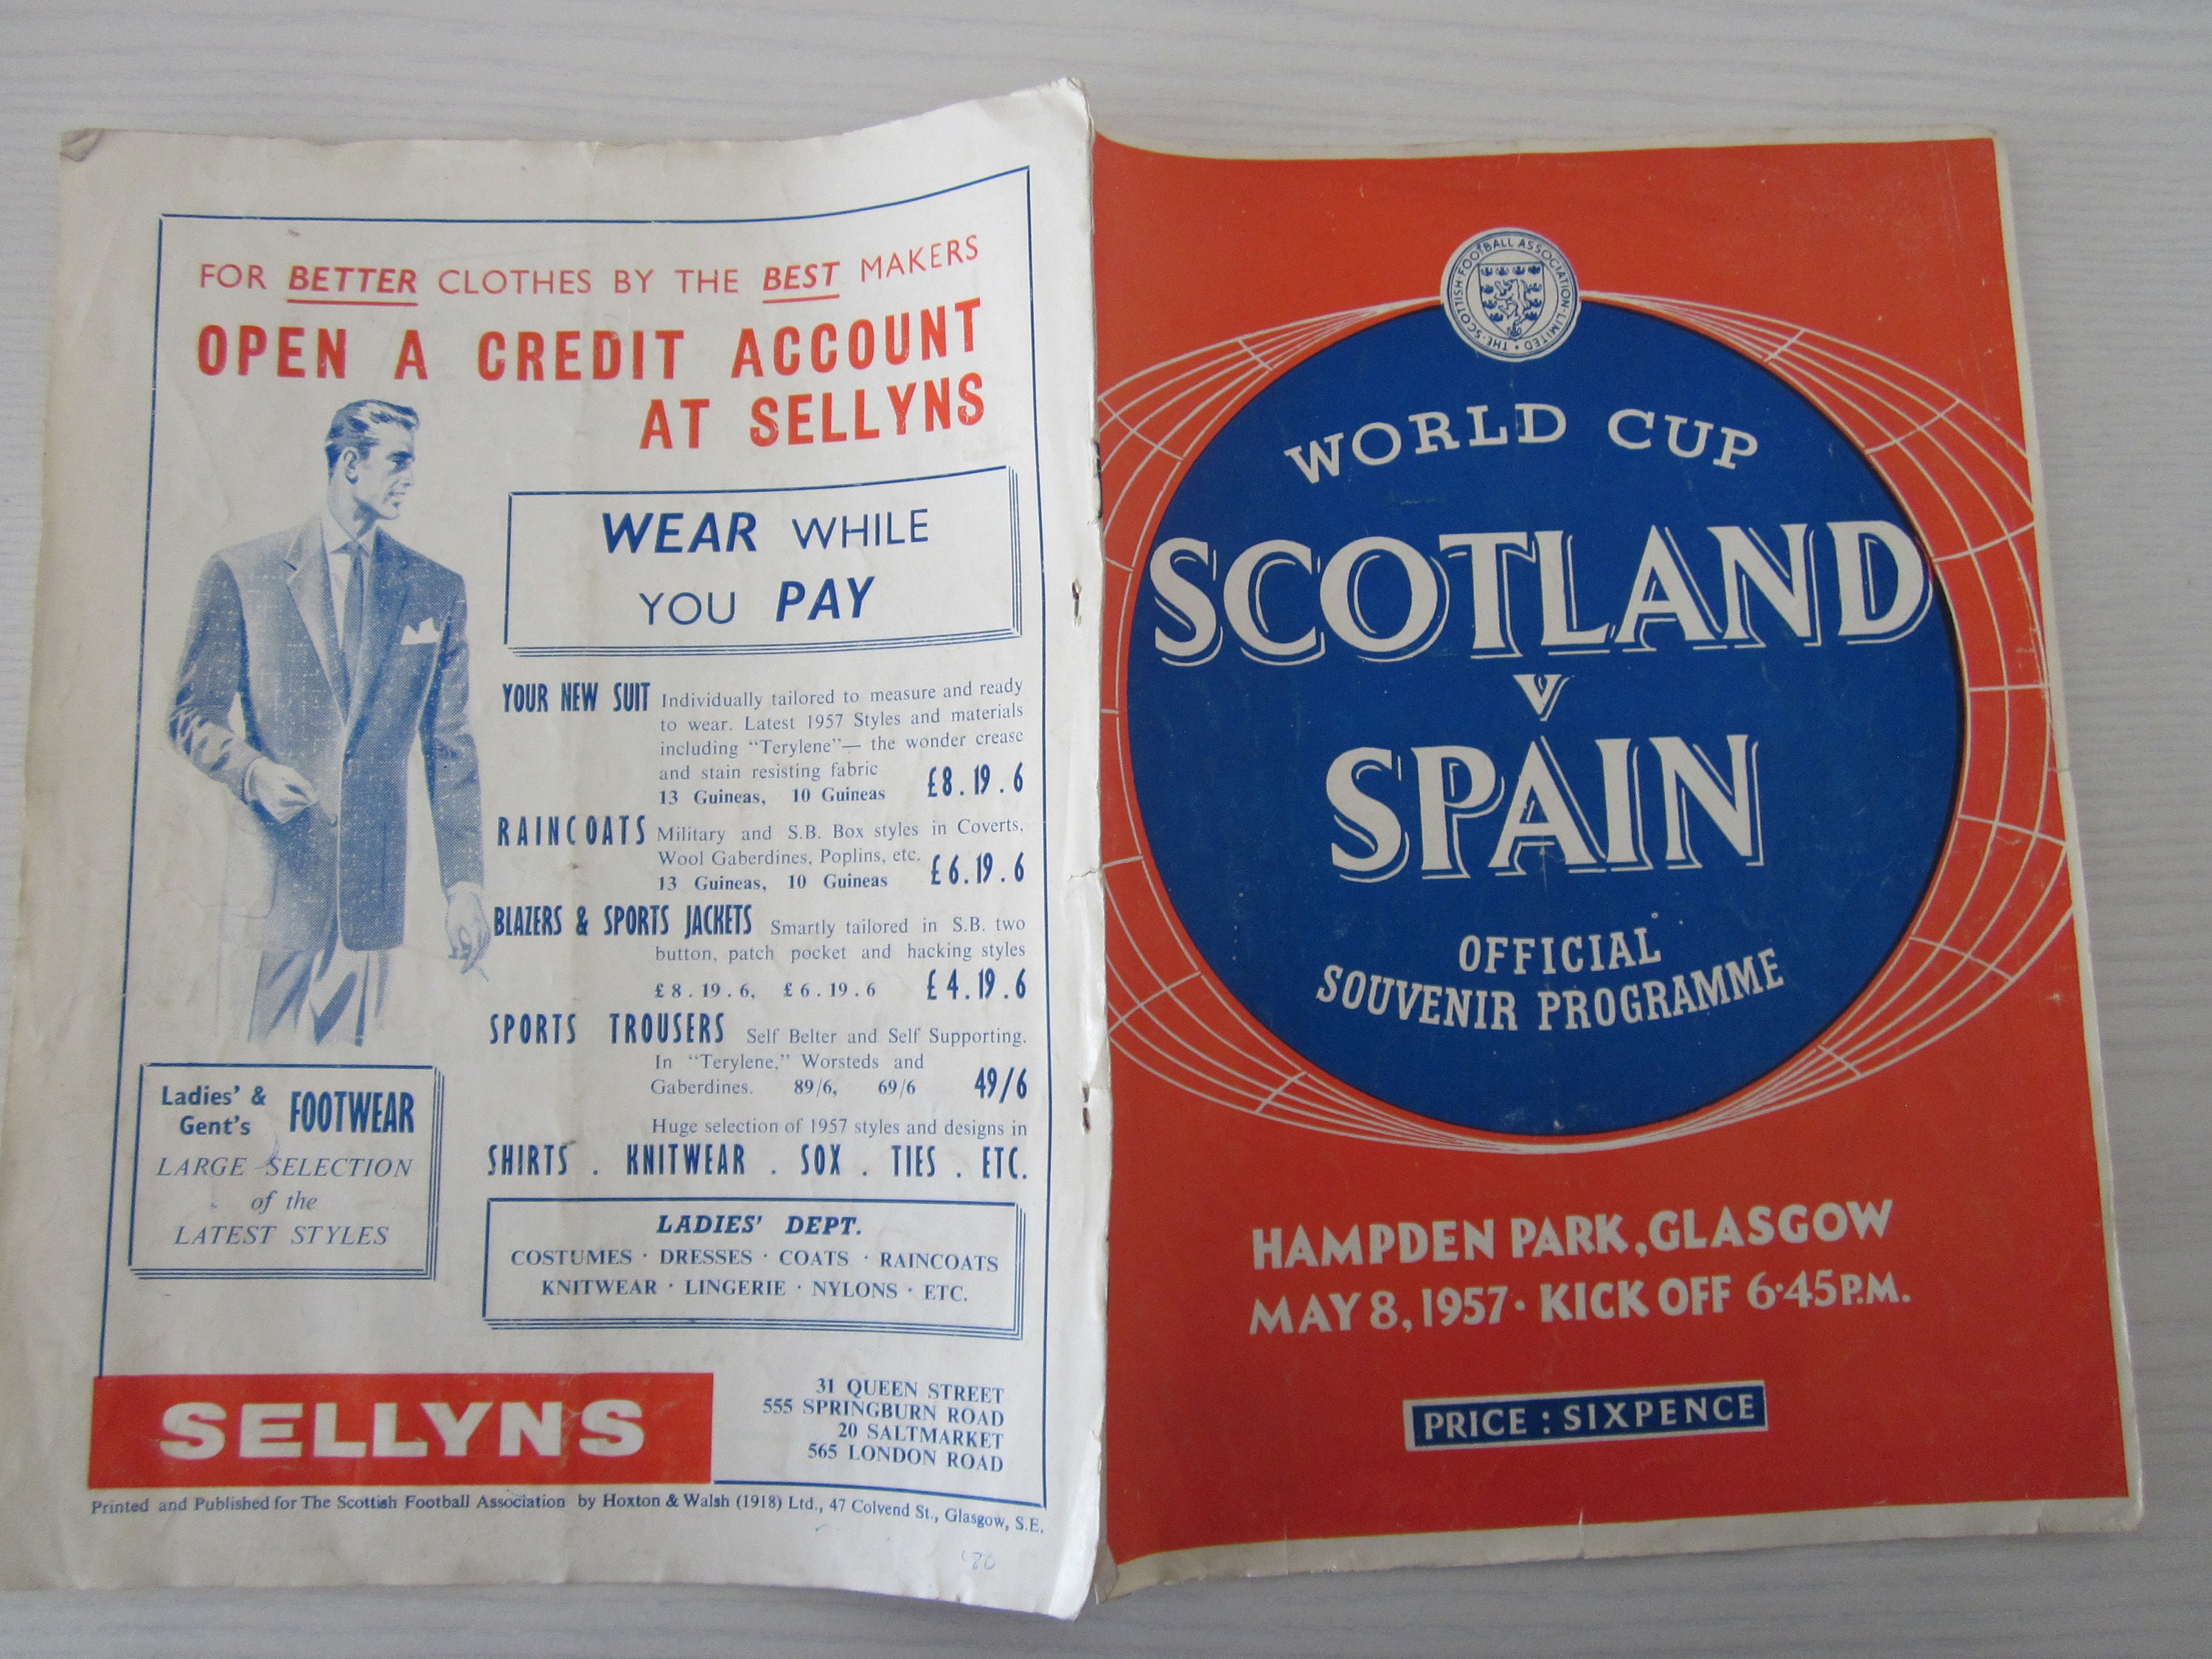 FOR BETTER CLOTHES BY THE BEST MAKERS
OPEN A CREDIT ACCOUNT
AT SELLYNS
WEAR WHILE
YOU PAY
YOUR NEW SUIT Individually tailored to measure and ready
to wear. Latest 1957 Styles and materials
including "Terylene"— the wonder crease
and stain resisting fabric
13 Guineas, 10 Guineas £8.19.6
RAINCOATS Military and S.B. Box styles in Coverts,
Wool Gaberdines, Poplins, etc.
13 Guineas, 10 Guineas £6.19.6
BLAZERS & SPORTS JACKETS Smartly tailored in S.B. two
button, patch pocket and hacking styles
£8.19.6, £6.19.6 £4.19.6
SPORTS TROUSERS Self Belter and Self Supporting.
In "Terylene," Worsteds and
Gaberdines. 89/6, 69/6 49/6
Huge selection of 1957 styles and designs in
SHIRTS . KNITWEAR . SOX . TIES . ETC.
Ladies' &
Gent's FOOTWEAR
LARGE SELECTION
of the
LATEST STYLES
LADIES' DEPT.
COSTUMES · DRESSES · COATS · RAINCOATS
KNITWEAR · LINGERIE · NYLONS · ETC.
SELLYNS
31 QUEEN STREET
555 SPRINGBURN ROAD
20 SALTMARKET
565 LONDON ROAD
Printed and Published for The Scottish Football Association by Hoxton & Walsh (1918) Ltd., 47 Colvend St., Glasgow, S.E.
THE · SCOTTISH · FOOTBALL ASSOCIATION · LIMITED ·
WORLD CUP
SCOTLAND
V
SPAIN
OFFICIAL
SOUVENIR PROGRAMME
HAMPDEN PARK, GLASGOW
MAY 8, 1957 · KICK OFF 6·45 P.M.
PRICE : SIXPENCE